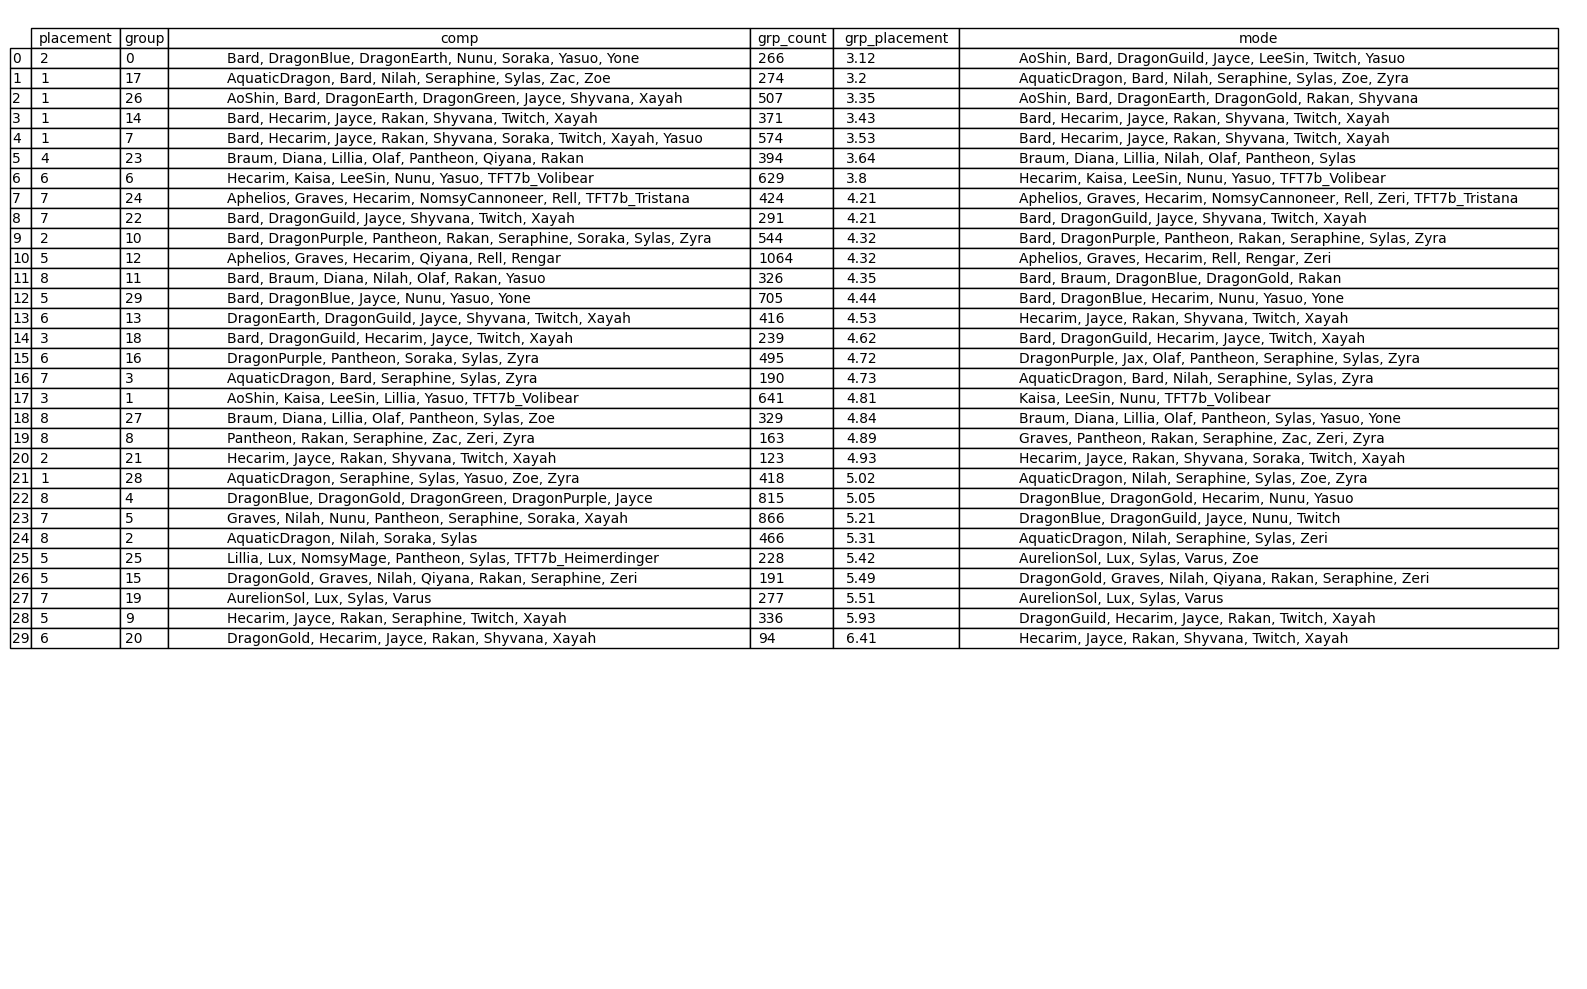 placement group comp grp_count grp_placement mode
0 2 0 Bard, DragonBlue, DragonEarth, Nunu, Soraka, Yasuo, Yone 266 3.12 AoShin, Bard, DragonGuild, Jayce, LeeSin, Twitch, Yasuo
1 1 17 AquaticDragon, Bard, Nilah, Seraphine, Sylas, Zac, Zoe 274 3.2 AquaticDragon, Bard, Nilah, Seraphine, Sylas, Zoe, Zyra
2 1 26 AoShin, Bard, DragonEarth, DragonGreen, Jayce, Shyvana, Xayah 507 3.35 AoShin, Bard, DragonEarth, DragonGold, Rakan, Shyvana
3 1 14 Bard, Hecarim, Jayce, Rakan, Shyvana, Twitch, Xayah 371 3.43 Bard, Hecarim, Jayce, Rakan, Shyvana, Twitch, Xayah
4 1 7 Bard, Hecarim, Jayce, Rakan, Shyvana, Soraka, Twitch, Xayah, Yasuo 574 3.53 Bard, Hecarim, Jayce, Rakan, Shyvana, Twitch, Xayah
5 4 23 Braum, Diana, Lillia, Olaf, Pantheon, Qiyana, Rakan 394 3.64 Braum, Diana, Lillia, Nilah, Olaf, Pantheon, Sylas
6 6 6 Hecarim, Kaisa, LeeSin, Nunu, Yasuo, TFT7b_Volibear 629 3.8 Hecarim, Kaisa, LeeSin, Nunu, Yasuo, TFT7b_Volibear
7 7 24 Aphelios, Graves, Hecarim, NomsyCannoneer, Rell, TFT7b_Tristana 424 4.21 Aphelios, Graves, Hecarim, NomsyCannoneer, Rell, Zeri, TFT7b_Tristana
8 7 22 Bard, DragonGuild, Jayce, Shyvana, Twitch, Xayah 291 4.21 Bard, DragonGuild, Jayce, Shyvana, Twitch, Xayah
9 2 10 Bard, DragonPurple, Pantheon, Rakan, Seraphine, Soraka, Sylas, Zyra 544 4.32 Bard, DragonPurple, Pantheon, Rakan, Seraphine, Sylas, Zyra
10 5 12 Aphelios, Graves, Hecarim, Qiyana, Rell, Rengar 1064 4.32 Aphelios, Graves, Hecarim, Rell, Rengar, Zeri
11 8 11 Bard, Braum, Diana, Nilah, Olaf, Rakan, Yasuo 326 4.35 Bard, Braum, DragonBlue, DragonGold, Rakan
12 5 29 Bard, DragonBlue, Jayce, Nunu, Yasuo, Yone 705 4.44 Bard, DragonBlue, Hecarim, Nunu, Yasuo, Yone
13 6 13 DragonEarth, DragonGuild, Jayce, Shyvana, Twitch, Xayah 416 4.53 Hecarim, Jayce, Rakan, Shyvana, Twitch, Xayah
14 3 18 Bard, DragonGuild, Hecarim, Jayce, Twitch, Xayah 239 4.62 Bard, DragonGuild, Hecarim, Jayce, Twitch, Xayah
15 6 16 DragonPurple, Pantheon, Soraka, Sylas, Zyra 495 4.72 DragonPurple, Jax, Olaf, Pantheon, Seraphine, Sylas, Zyra
16 7 3 AquaticDragon, Bard, Seraphine, Sylas, Zyra 190 4.73 AquaticDragon, Bard, Nilah, Seraphine, Sylas, Zyra
17 3 1 AoShin, Kaisa, LeeSin, Lillia, Yasuo, TFT7b_Volibear 641 4.81 Kaisa, LeeSin, Nunu, TFT7b_Volibear
18 8 27 Braum, Diana, Lillia, Olaf, Pantheon, Sylas, Zoe 329 4.84 Braum, Diana, Lillia, Olaf, Pantheon, Sylas, Yasuo, Yone
19 8 8 Pantheon, Rakan, Seraphine, Zac, Zeri, Zyra 163 4.89 Graves, Pantheon, Rakan, Seraphine, Zac, Zeri, Zyra
20 2 21 Hecarim, Jayce, Rakan, Shyvana, Twitch, Xayah 123 4.93 Hecarim, Jayce, Rakan, Shyvana, Soraka, Twitch, Xayah
21 1 28 AquaticDragon, Seraphine, Sylas, Yasuo, Zoe, Zyra 418 5.02 AquaticDragon, Nilah, Seraphine, Sylas, Zoe, Zyra
22 8 4 DragonBlue, DragonGold, DragonGreen, DragonPurple, Jayce 815 5.05 DragonBlue, DragonGold, Hecarim, Nunu, Yasuo
23 7 5 Graves, Nilah, Nunu, Pantheon, Seraphine, Soraka, Xayah 866 5.21 DragonBlue, DragonGuild, Jayce, Nunu, Twitch
24 8 2 AquaticDragon, Nilah, Soraka, Sylas 466 5.31 AquaticDragon, Nilah, Seraphine, Sylas, Zeri
25 5 25 Lillia, Lux, NomsyMage, Pantheon, Sylas, TFT7b_Heimerdinger 228 5.42 AurelionSol, Lux, Sylas, Varus, Zoe
26 5 15 DragonGold, Graves, Nilah, Qiyana, Rakan, Seraphine, Zeri 191 5.49 DragonGold, Graves, Nilah, Qiyana, Rakan, Seraphine, Zeri
27 7 19 AurelionSol, Lux, Sylas, Varus 277 5.51 AurelionSol, Lux, Sylas, Varus
28 5 9 Hecarim, Jayce, Rakan, Seraphine, Twitch, Xayah 336 5.93 DragonGuild, Hecarim, Jayce, Rakan, Twitch, Xayah
29 6 20 DragonGold, Hecarim, Jayce, Rakan, Shyvana, Xayah 94 6.41 Hecarim, Jayce, Rakan, Shyvana, Twitch, Xayah